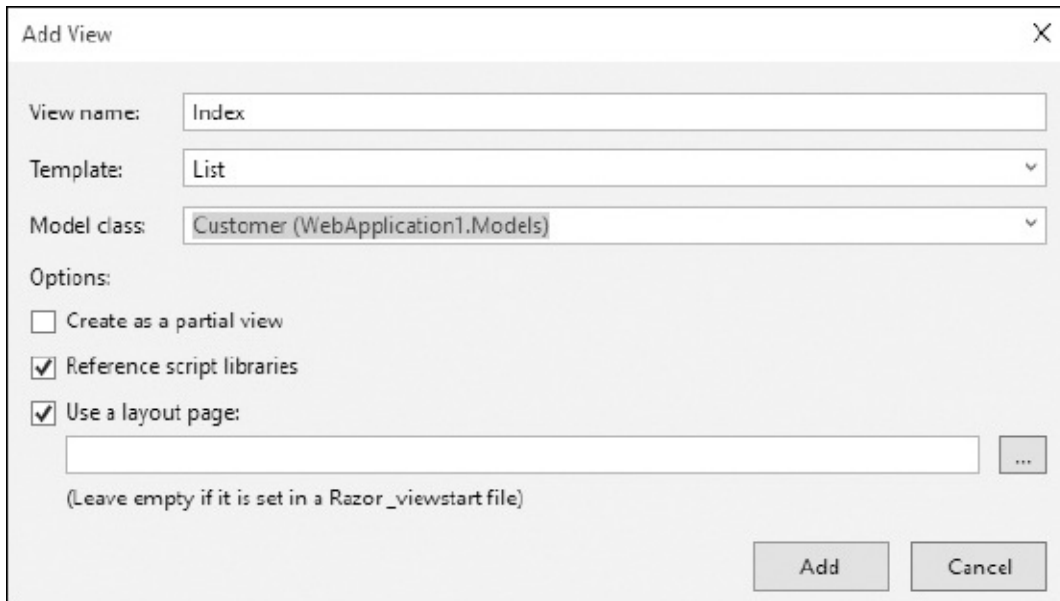 Add View
View name: Index
Template: List
Model class: Customer (WebApplication1.Models)
Options:
Create as a partial view
Reference script libraries
Use a layout page:
...
(Leave empty if it is set in a Razor _viewstart file)
Add Cancel